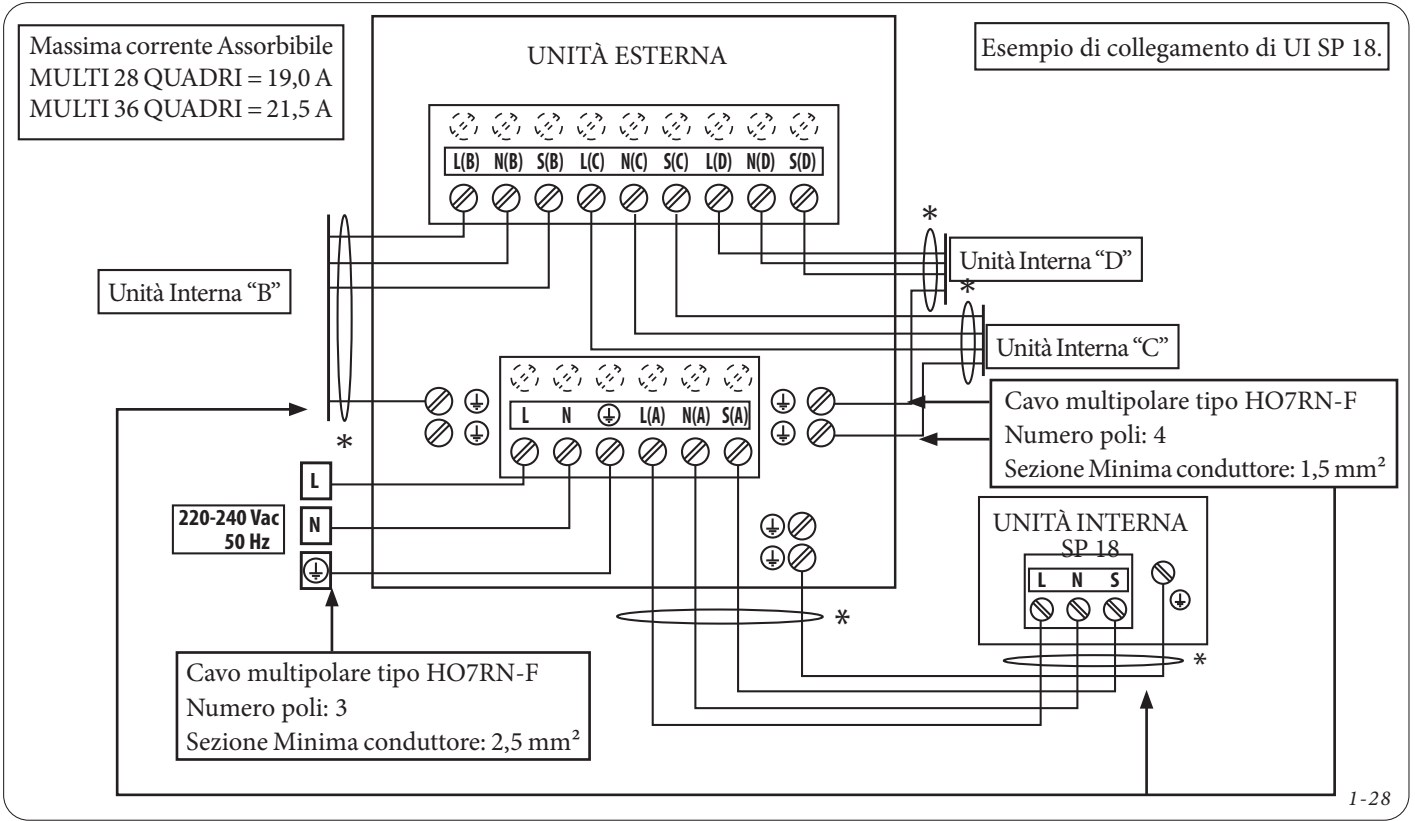 Massima corrente Assorbibile
MULTI 28 QUADRI = 19,0 A
MULTI 36 QUADRI = 21,5 A
UNITÀ ESTERNA
Esempio di collegamento di UI SP 18.
L(B) N(B) S(B) L(C) N(C) S(C) L(D) N(D) S(D)
*
Unità Interna “D”
Unità Interna “B”
*
Unità Interna “C”
L N L(A) N(A) S(A)
Cavo multipolare tipo HO7RN-F
Numero poli: 4
Sezione Minima conduttore: 1,5 mm²
*
L
220-240 Vac
50 Hz
N
UNITÀ INTERNA
SP 18
L N S
*
*
Cavo multipolare tipo HO7RN-F
Numero poli: 3
Sezione Minima conduttore: 2,5 mm²
1-28